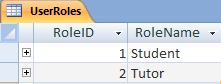 UserRoles
RoleID RoleName
1 Student
2 Tutor